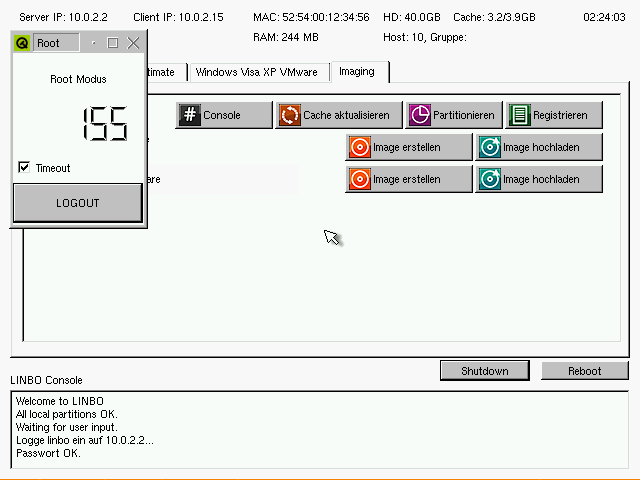 Server IP: 10.0.2.2 Client IP: 10.0.2.15 MAC: 52:54:00:12:34:56 HD: 40.0GB Cache: 3.2/3.9GB 02:24:03
RAM: 244 MB Host: 10, Gruppe:
Root
Root Modus
155
Timeout
LOGOUT
Windows Visa XP VMware Imaging
Console Cache aktualisieren Partitionieren Registrieren
Image erstellen Image hochladen
Image erstellen Image hochladen
Shutdown Reboot
LINBO Console
Welcome to LINBO
All local partitions OK.
Waiting for user input.
Logge linbo ein auf 10.0.2.2...
Passwort OK.